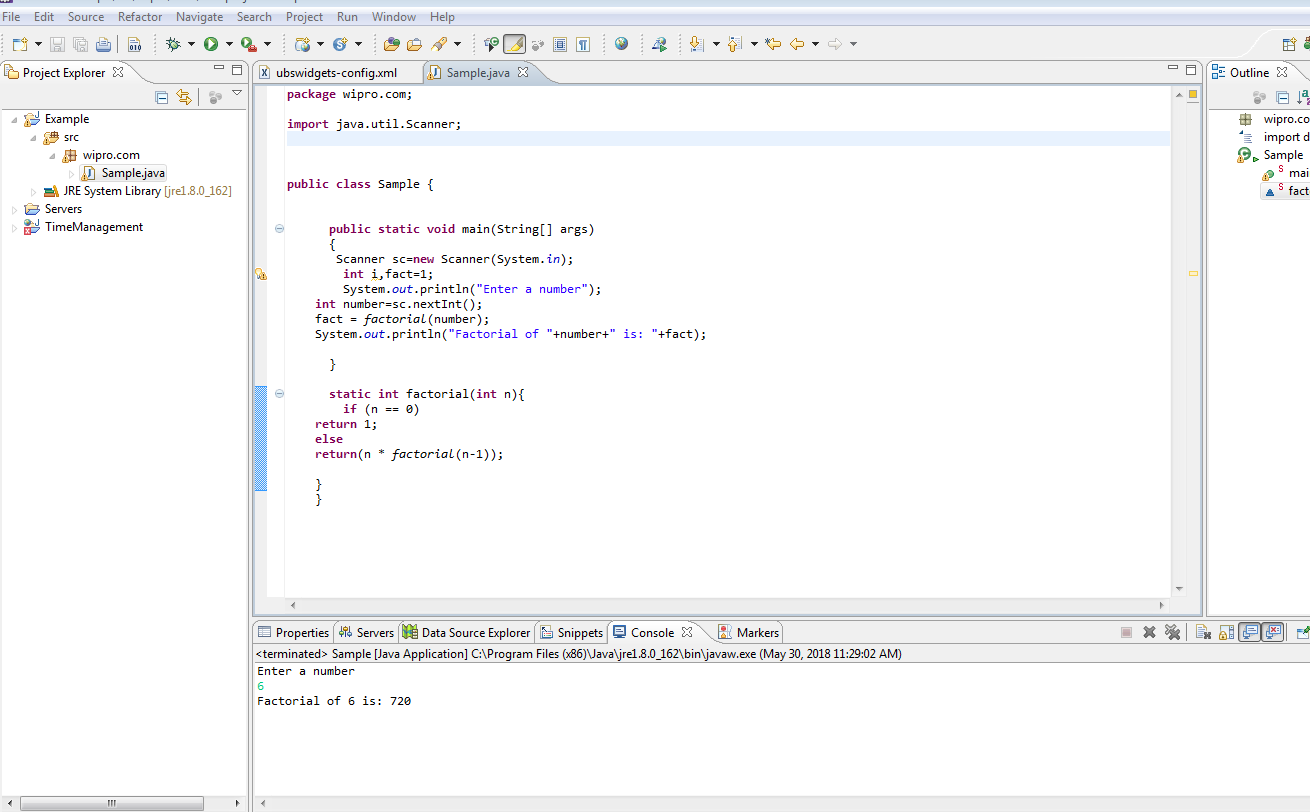 File Edit Source Refactor Navigate Search Project Run Window Help
Project Explorer
Example
src
wipro.com
Sample.java
JRE System Library [jre1.8.0_162]
Servers
TimeManagement
ubswidgets-config.xml Sample.java
package wipro.com;
import java.util.Scanner;
public class Sample {
public static void main(String[] args)
{
Scanner sc=new Scanner(System.in);
int i,fact=1;
System.out.println("Enter a number");
int number=sc.nextInt();
fact = factorial(number);
System.out.println("Factorial of "+number+" is: "+fact);
}
static int factorial(int n){
if (n == 0)
return 1;
else
return(n * factorial(n-1));
}
}
Outline
wipro.co
import d
Sample
mai
fact
Properties Servers Data Source Explorer Snippets Console Markers
<terminated> Sample [Java Application] C:\Program Files (x86)\Java\jre1.8.0_162\bin\javaw.exe (May 30, 2018 11:29:02 AM)
Enter a number
6
Factorial of 6 is: 720